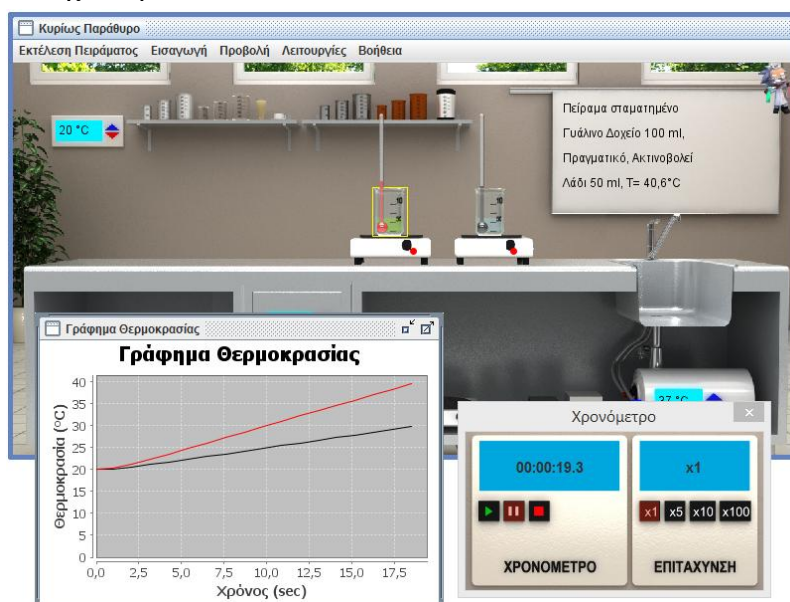 Κυρίως Παράθυρο
Εκτέλεση Πειράματος Εισαγωγή Προβολή Λειτουργίες Βοήθεια
20 °C
Πείραμα σταματημένο
Γυάλινο Δοχείο 100 ml,
Πραγματικό, Ακτινοβολεί
Λάδι 50 ml, T= 40,6°C
Γράφημα Θερμοκρασίας
Γράφημα Θερμοκρασίας
Θερμοκρασία (°C)
40
35
30
25
20
15
10
5
0
0,0 2,5 5,0 7,5 10,0 12,5 15,0 17,5
Χρόνος (sec)
37 °C
Χρονόμετρο
00:00:19.3
x1
x1 x5 x10 x100
ΧΡΟΝΟΜΕΤΡΟ
ΕΠΙΤΑΧΥΝΣΗ